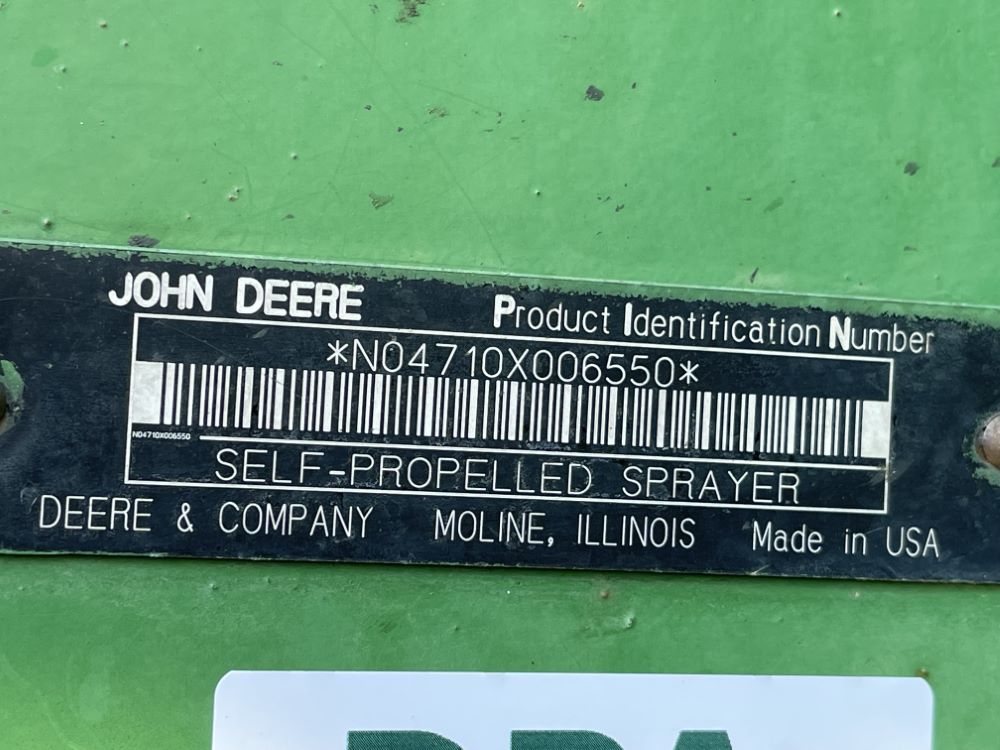 JOHN DEERE Product Identification Number
*N04710X006550*
N04710X006550
SELF-PROPELLED SPRAYER
DEERE & COMPANY MOLINE, ILLINOIS Made in USA